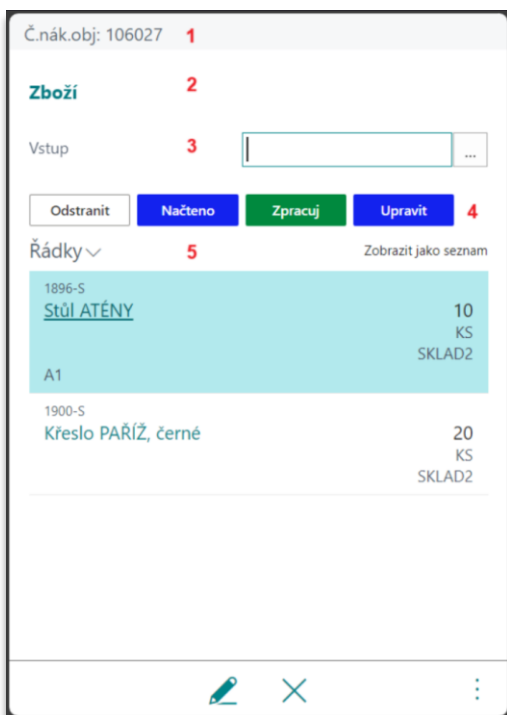 Č.nák.obj: 106027 1
Zboží 2
Vstup 3 ...
Odstranit Načteno Zpracuj Upravit 4
Řádky 5 Zobrazit jako seznam
1896-S
Stůl ATÉNY 10
KS
SKLAD2
A1
1900-S
Křeslo PAŘÍŽ, černé 20
KS
SKLAD2